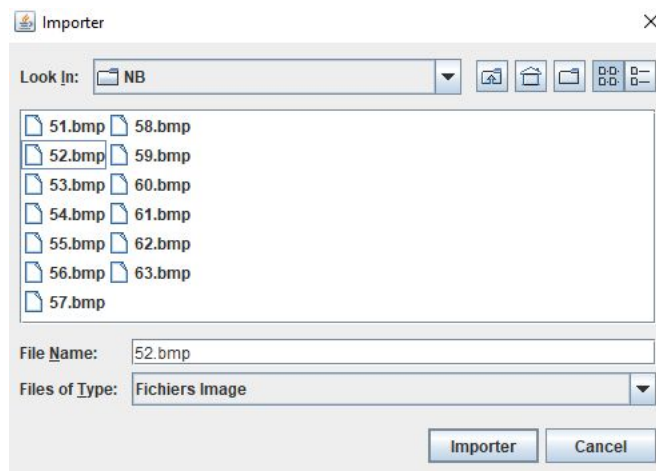 Importer
Look In: NB
51.bmp 58.bmp
52.bmp 59.bmp
53.bmp 60.bmp
54.bmp 61.bmp
55.bmp 62.bmp
56.bmp 63.bmp
57.bmp
File Name: 52.bmp
Files of Type: Fichiers Image
Importer Cancel